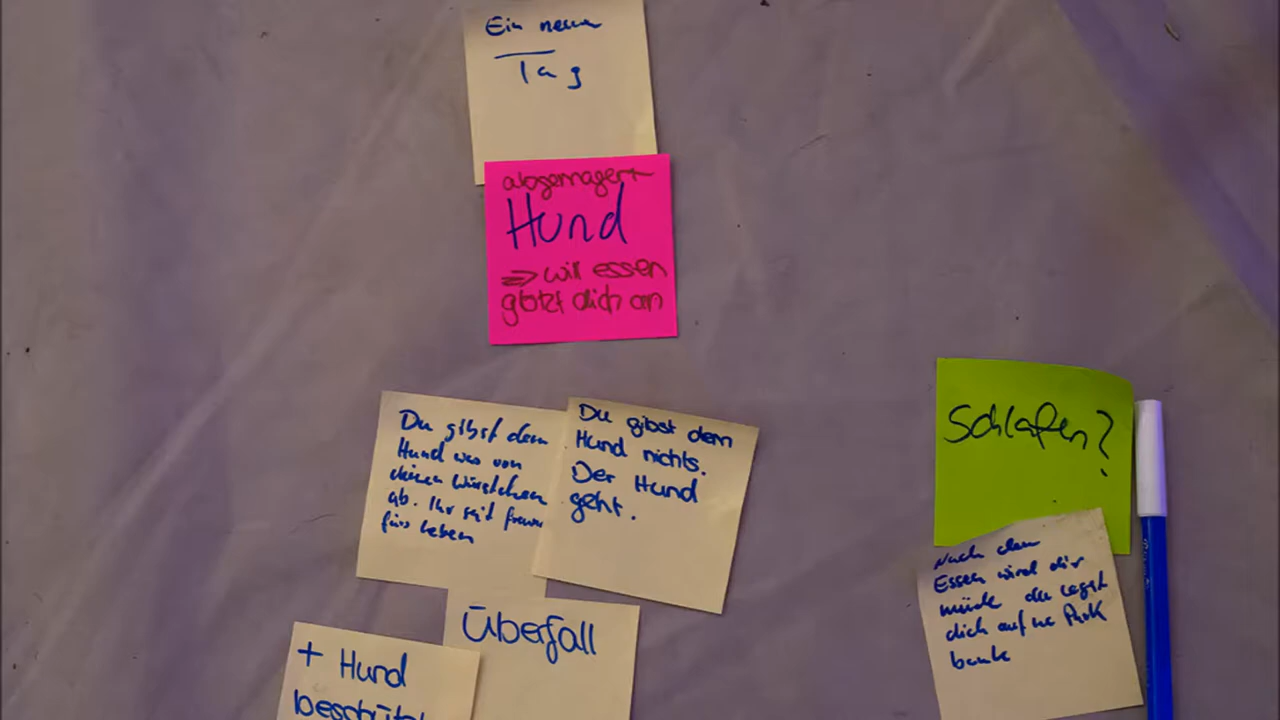 Ein neuer
Tag
abgemagert
Hund
=> will essen
glotzt dich an
Du gibst dem
Hund was von
deinen Würstchen
ab. Ihr seit
fürs Leben
Du gibst dem
Hund nichts.
Der Hund
geht.
Überfall
+ Hund
Schlafen?
Nach dem
Essen wird dir
müde du legst
dich auf ne Park
bank